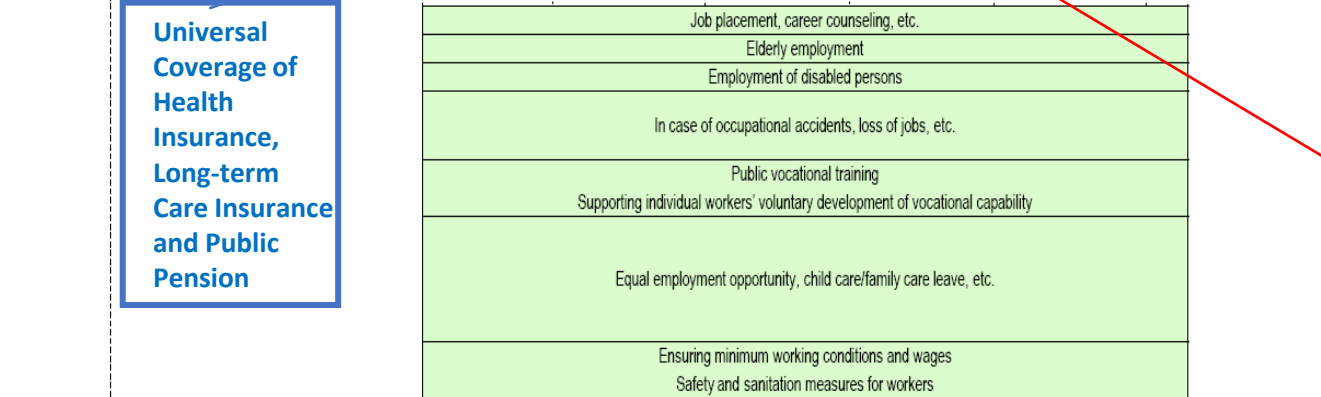 Universal
Coverage of
Health
Insurance,
Long-term
Care Insurance
and Public
Pension
Job placement, career counseling, etc.
Elderly employment
Employment of disabled persons
In case of occupational accidents, loss of jobs, etc.
Public vocational training
Supporting individual workers' voluntary development of vocational capability
Equal employment opportunity, child care/family care leave, etc.
Ensuring minimum working conditions and wages
Safety and sanitation measures for workers